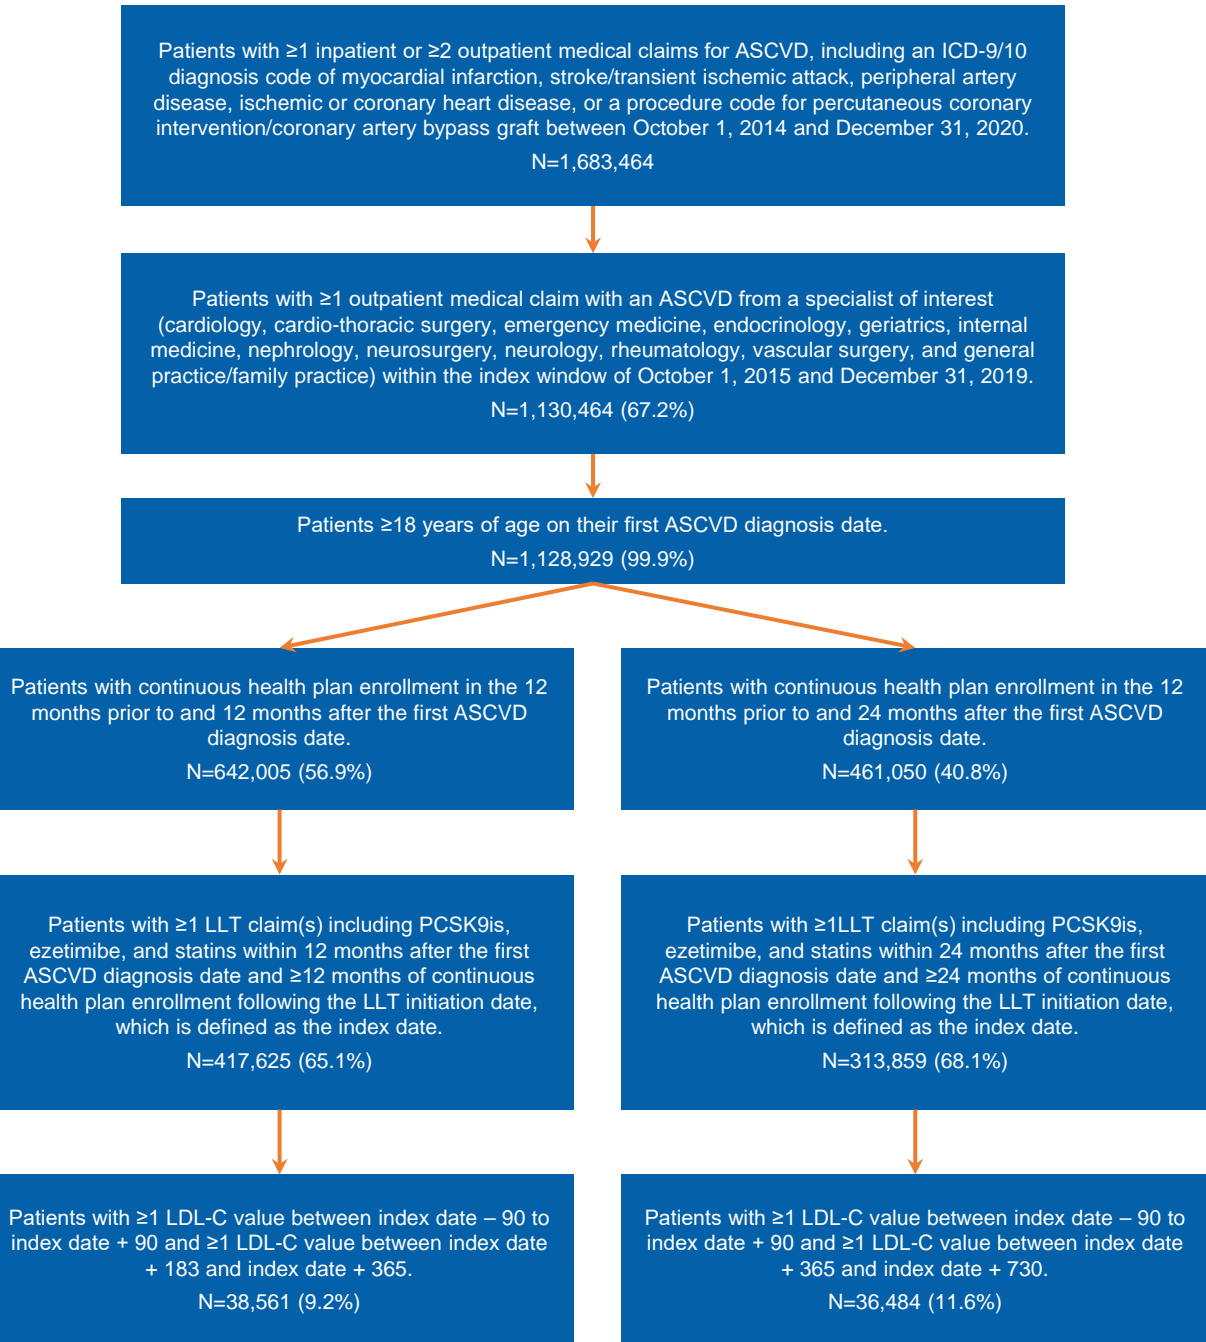 Patients with ≥1 inpatient or ≥2 outpatient medical claims for ASCVD, including an ICD-9/10
diagnosis code of myocardial infarction, stroke/transient ischemic attack, peripheral artery
disease, ischemic or coronary heart disease, or a procedure code for percutaneous coronary
intervention/coronary artery bypass graft between October 1, 2014 and December 31, 2020.
N=1,683,464
Patients with ≥1 outpatient medical claim with an ASCVD from a specialist of interest
(cardiology, cardio-thoracic surgery, emergency medicine, endocrinology, geriatrics, internal
medicine, nephrology, neurosurgery, neurology, rheumatology, vascular surgery, and general
practice/family practice) within the index window of October 1, 2015 and December 31, 2019.
N=1,130,464 (67.2%)
Patients ≥18 years of age on their first ASCVD diagnosis date.
N=1,128,929 (99.9%)
Patients with continuous health plan enrollment in the 12
months prior to and 12 months after the first ASCVD
diagnosis date.
N=642,005 (56.9%)
Patients with continuous health plan enrollment in the 12
months prior to and 24 months after the first ASCVD
diagnosis date.
N=461,050 (40.8%)
Patients with ≥1 LLT claim(s) including PCSK9is,
ezetimibe, and statins within 12 months after the first
ASCVD diagnosis date and ≥12 months of continuous
health plan enrollment following the LLT initiation date,
which is defined as the index date.
N=417,625 (65.1%)
Patients with ≥1LLT claim(s) including PCSK9is,
ezetimibe, and statins within 24 months after the first
ASCVD diagnosis date and ≥24 months of continuous
health plan enrollment following the LLT initiation date,
which is defined as the index date.
N=313,859 (68.1%)
Patients with ≥1 LDL-C value between index date – 90 to
index date + 90 and ≥1 LDL-C value between index date
+ 183 and index date + 365.
N=38,561 (9.2%)
Patients with ≥1 LDL-C value between index date – 90 to
index date + 90 and ≥1 LDL-C value between index date
+ 365 and index date + 730.
N=36,484 (11.6%)